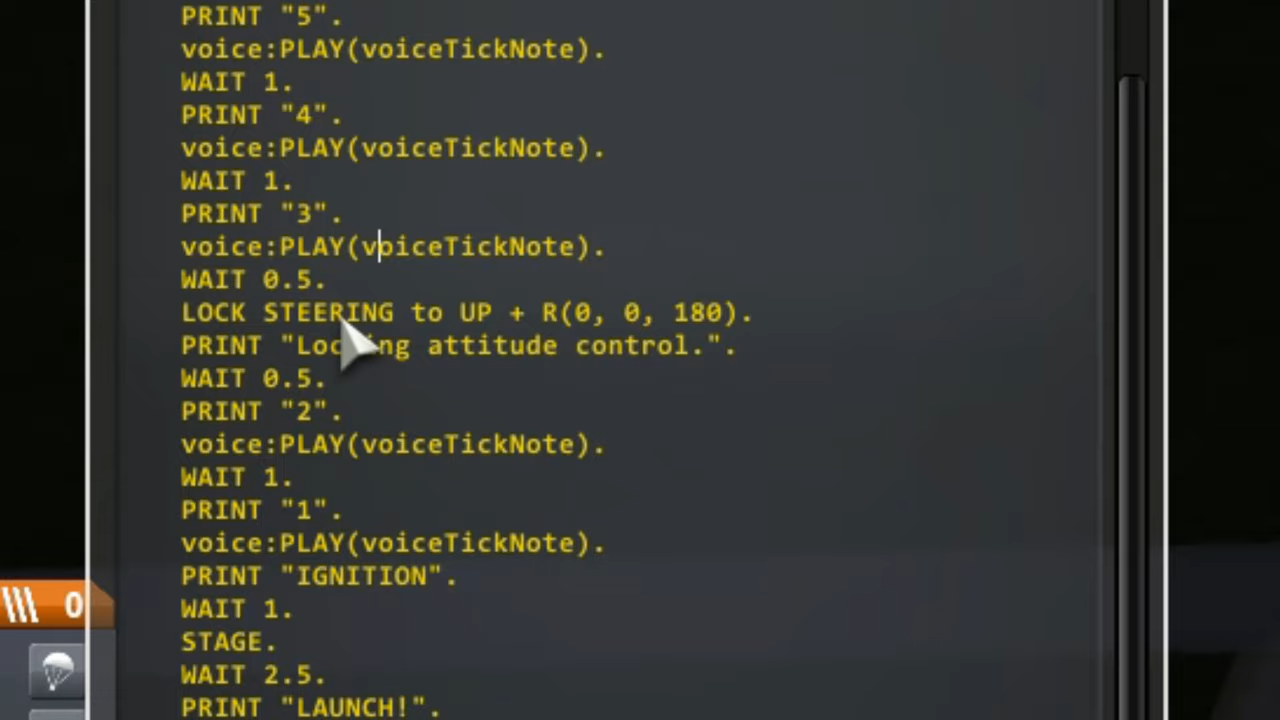 PRINT "5".
voice:PLAY(voiceTickNote).
WAIT 1.
PRINT "4".
voice:PLAY(voiceTickNote).
WAIT 1.
PRINT "3".
voice:PLAY(voiceTickNote).
WAIT 0.5.
LOCK STEERING to UP + R(0, 0, 180).
PRINT "Locking attitude control.".
WAIT 0.5.
PRINT "2".
voice:PLAY(voiceTickNote).
WAIT 1.
PRINT "1".
voice:PLAY(voiceTickNote).
PRINT "IGNITION".
WAIT 1.
0
STAGE.
WAIT 2.5.
PRINT "LAUNCH!".